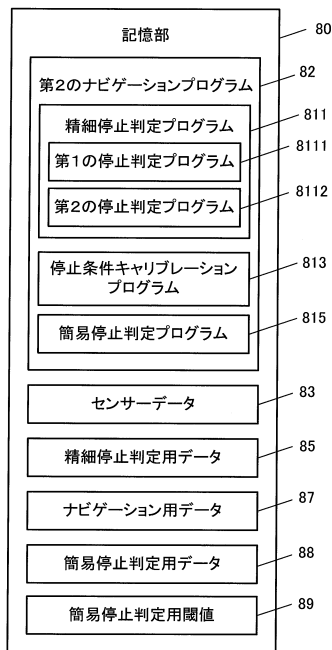 記憶部
80
第2のナビゲーションプログラム
82
精細停止判定プログラム
811
第1の停止判定プログラム
8111
第2の停止判定プログラム
8112
停止条件キャリブレーション
プログラム
813
簡易停止判定プログラム
815
センサーデータ
83
精細停止判定用データ
85
ナビゲーション用データ
87
簡易停止判定用データ
88
簡易停止判定用閾値
89